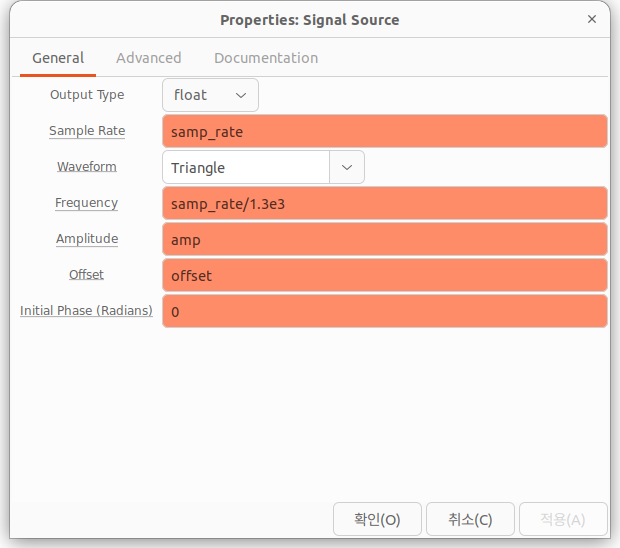 Properties: Signal Source
×
General Advanced Documentation
Output Type float
Sample Rate samp_rate
Waveform Triangle
Frequency samp_rate/1.3e3
Amplitude amp
Offset offset
Initial Phase (Radians) 0
확인(O) 취소(C) 적용(A)